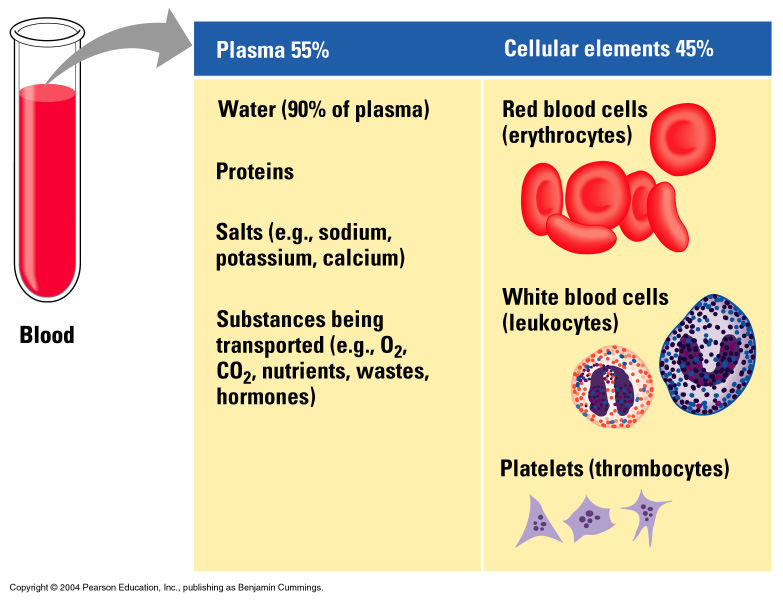 Plasma 55%
Cellular elements 45%
Water (90% of plasma)
Proteins
Salts (e.g., sodium,
potassium, calcium)
Substances being
transported (e.g., O₂,
CO₂, nutrients, wastes,
hormones)
Red blood cells
(erythrocytes)
White blood cells
(leukocytes)
Platelets (thrombocytes)
Blood
Copyright © 2004 Pearson Education, Inc., publishing as Benjamin Cummings.